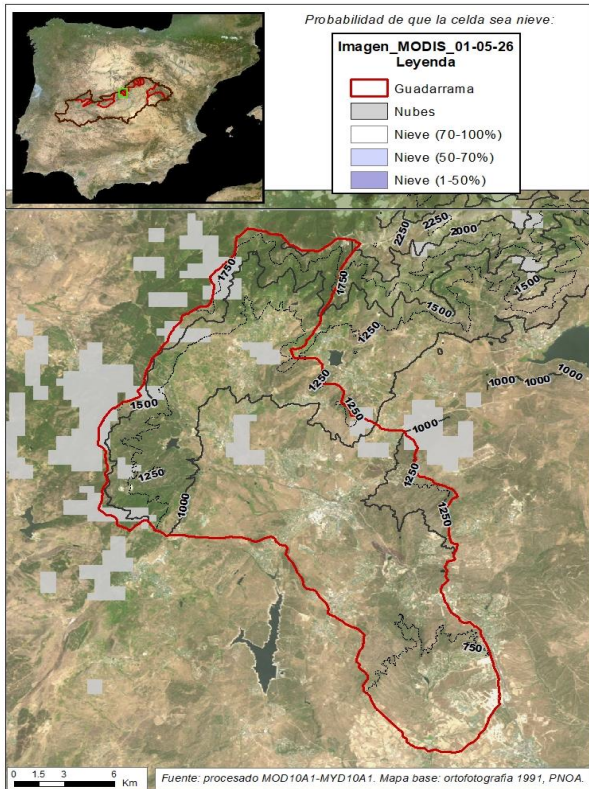 Probabilidad de que la celda sea nieve:
Imagen_MODIS_01-05-26
Leyenda
Guadarrama
Nubes
Nieve (70-100%)
Nieve (50-70%)
Nieve (1-50%)
2250
2250
2000
1750
1750
1500
1500
1250
1250
1000
1000
1000
1500
1250
1000
1250
1250
1000
1250
750
0 1.5 3 6
Km
Fuente: procesado MOD10A1-MYD10A1. Mapa base: ortofotografía 1991, PNOA.